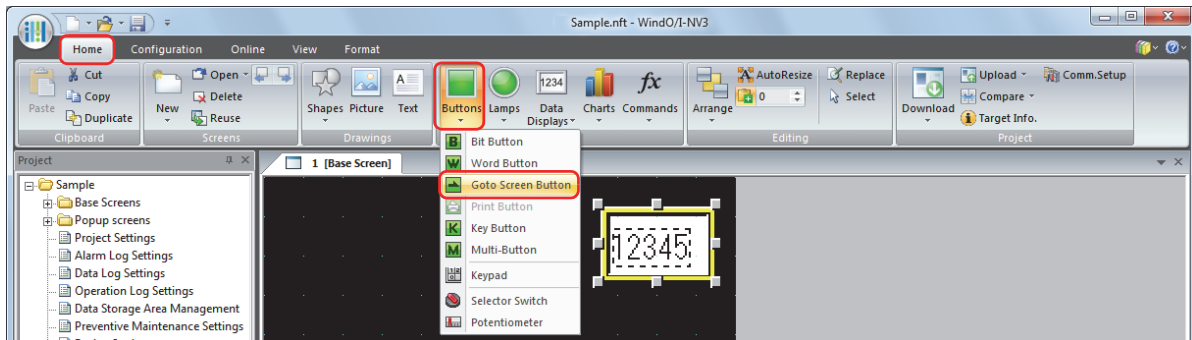 Sample.nft - WindO/I-NV3
Home Configuration Online View Format
Paste
Cut
Copy
Duplicate
Clipboard
New
Open
Delete
Reuse
Screens
Shapes Picture Text
Drawings
Buttons Lamps Data Displays Charts Commands
1234
fx
Arrange
AutoResize
0
Replace
Select
Editing
Download
Upload
Compare
Target Info.
Comm.Setup
Project
Project
1 [Base Screen]
Sample
Base Screens
Popup screens
Project Settings
Alarm Log Settings
Data Log Settings
Operation Log Settings
Data Storage Area Management
Preventive Maintenance Settings
B Bit Button
W Word Button
Goto Screen Button
Print Button
K Key Button
M Multi-Button
Keypad
Selector Switch
Potentiometer
12345